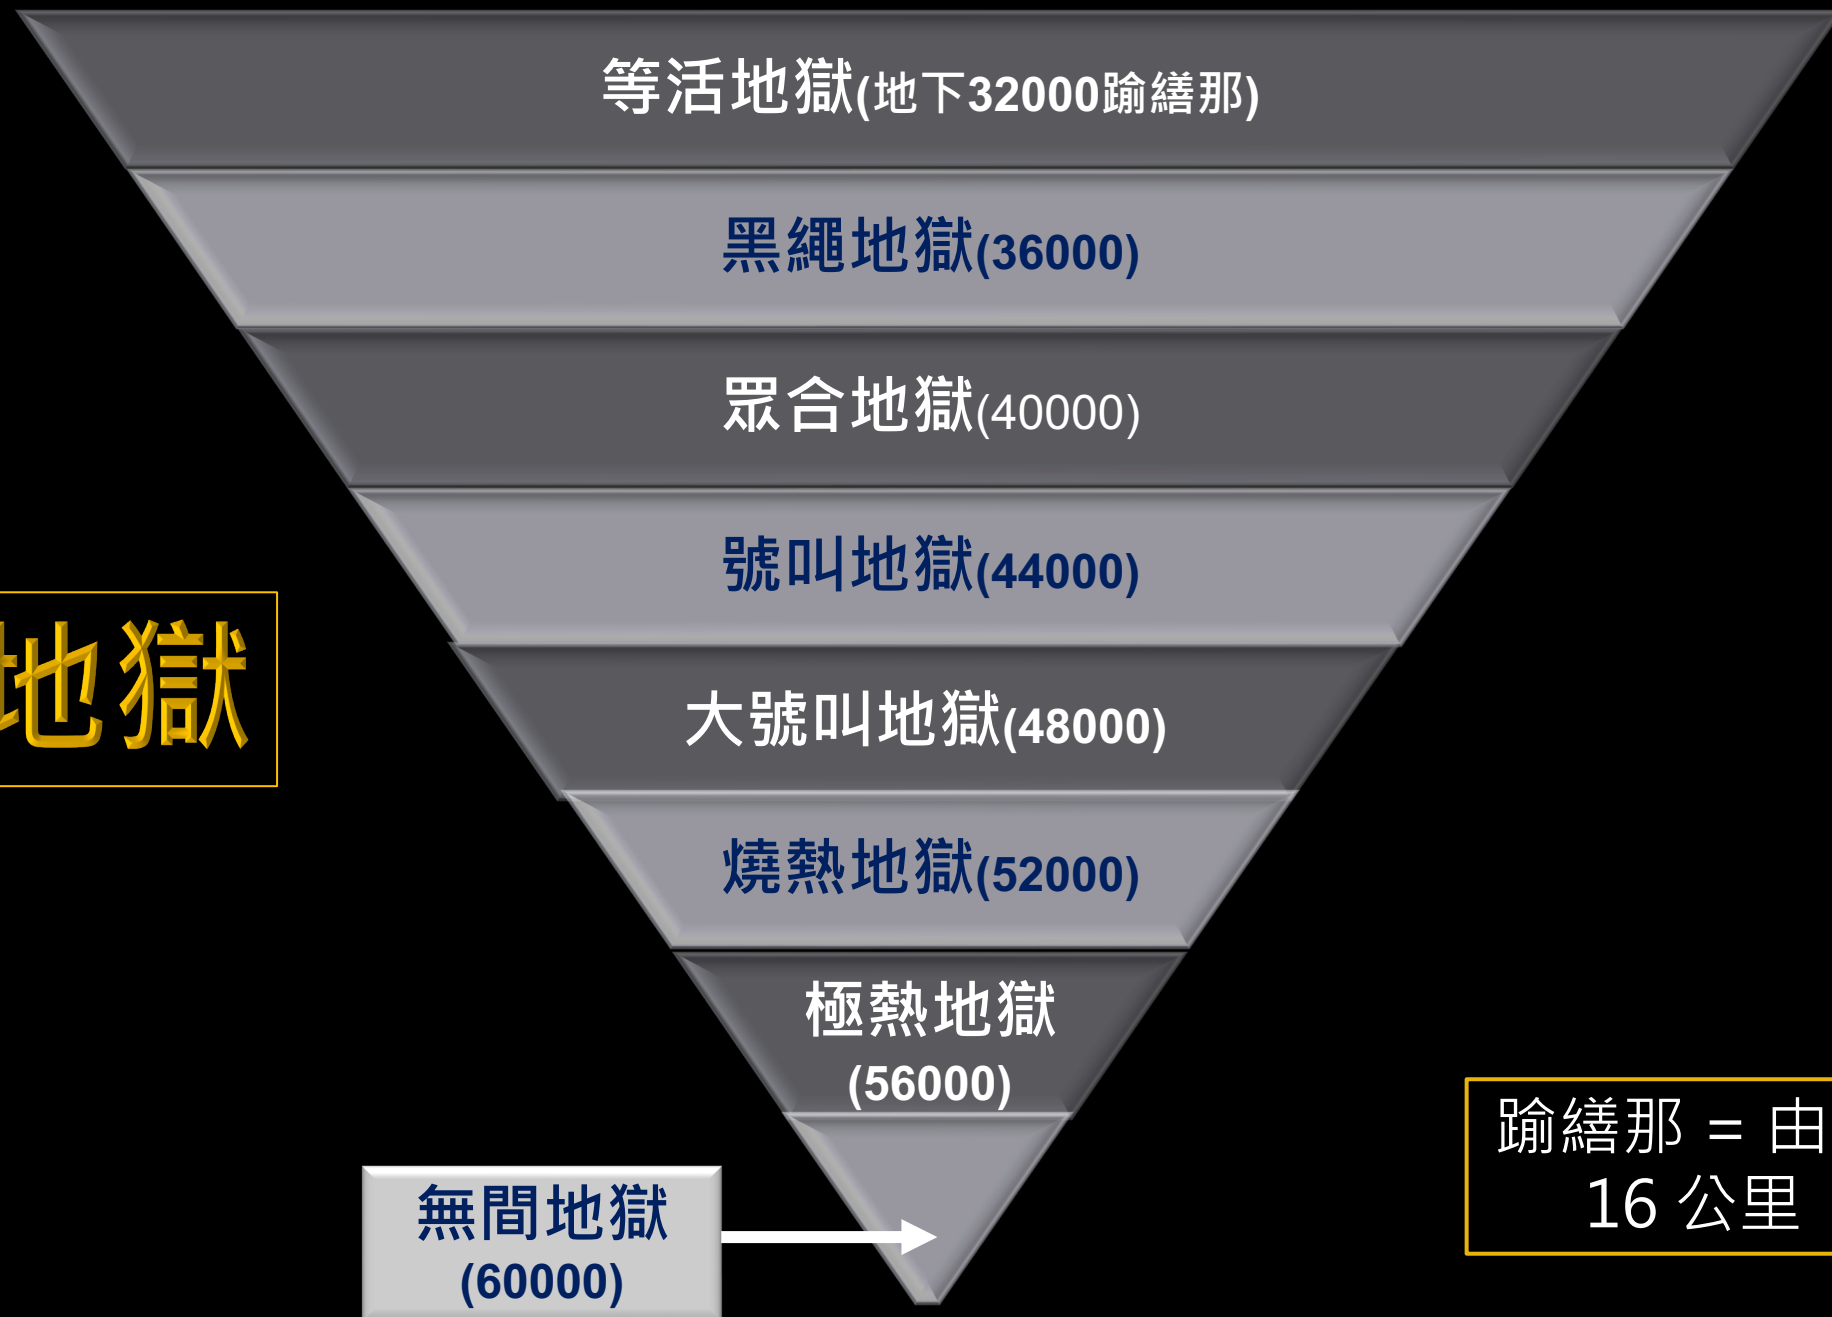 等活地獄(地下32000踰繕那)
黑繩地獄(36000)
眾合地獄(40000)
號叫地獄(44000)
地獄
大號叫地獄(48000)
燒熱地獄(52000)
極熱地獄
(56000)
踰繕那 = 由
16 公里
無間地獄
(60000)